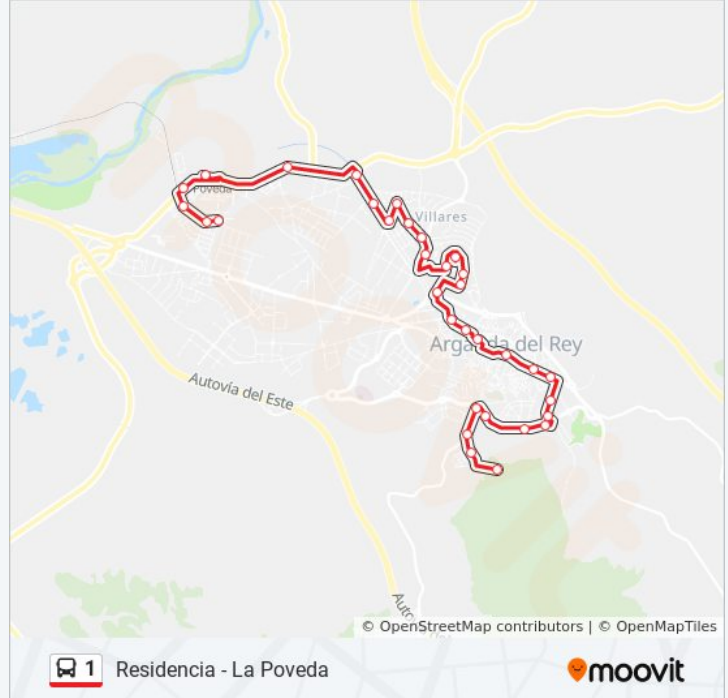 Poveda
Villares
Arganda del Rey
Autovía del Este
© OpenStreetMap contributors | © OpenMapTiles
1 Residencia - La Poveda
moovit